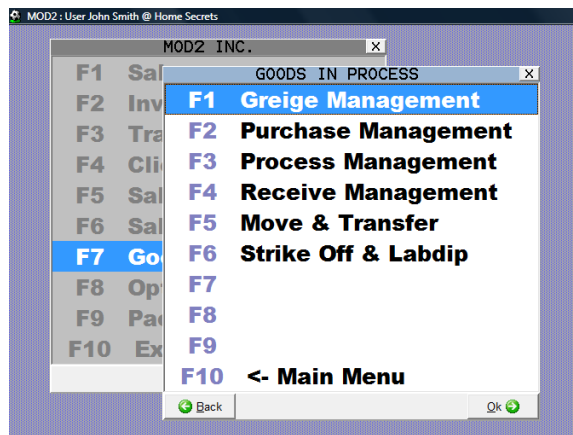 MOD2 : User John Smith @ Home Secrets
MOD2 INC.
F1
F2
F3
F4
F5
F6
F7
F8
F9
F10
GOODS IN PROCESS
F1 Greige Management
F2 Purchase Management
F3 Process Management
F4 Receive Management
F5 Move & Transfer
F6 Strike Off & Labdip
F7
F8
F9
F10 <- Main Menu
Back
Ok